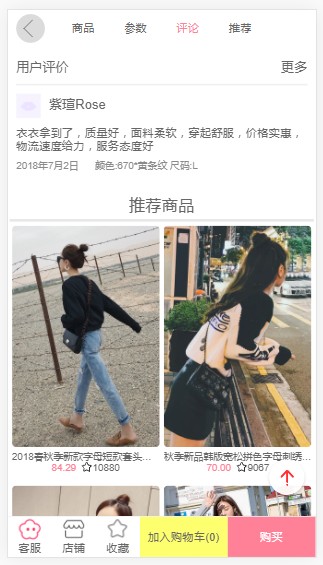 商品 参数 评论 推荐
用户评价 更多
紫瑄Rose
衣衣拿到了，质量好，面料柔软，穿起舒服，价格实惠，
物流速度给力，服务态度好
2018年7月2日 颜色:670*黄条纹 尺码:L
推荐商品
2018春秋季新款字母短款套头...
84.29 10880
秋季新品韩版宽松拼色字母刺绣...
70.00 9067
客服 店铺 收藏 加入购物车(0) 购买